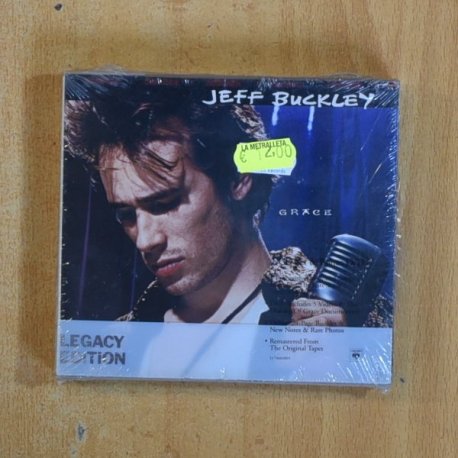 JEFF BUCKLEY
LA METRALLETA
€ 12.00
GRACE
New Notes & Rare Photos
• Remastered From
The Original Tapes
LEGACY
EDITION